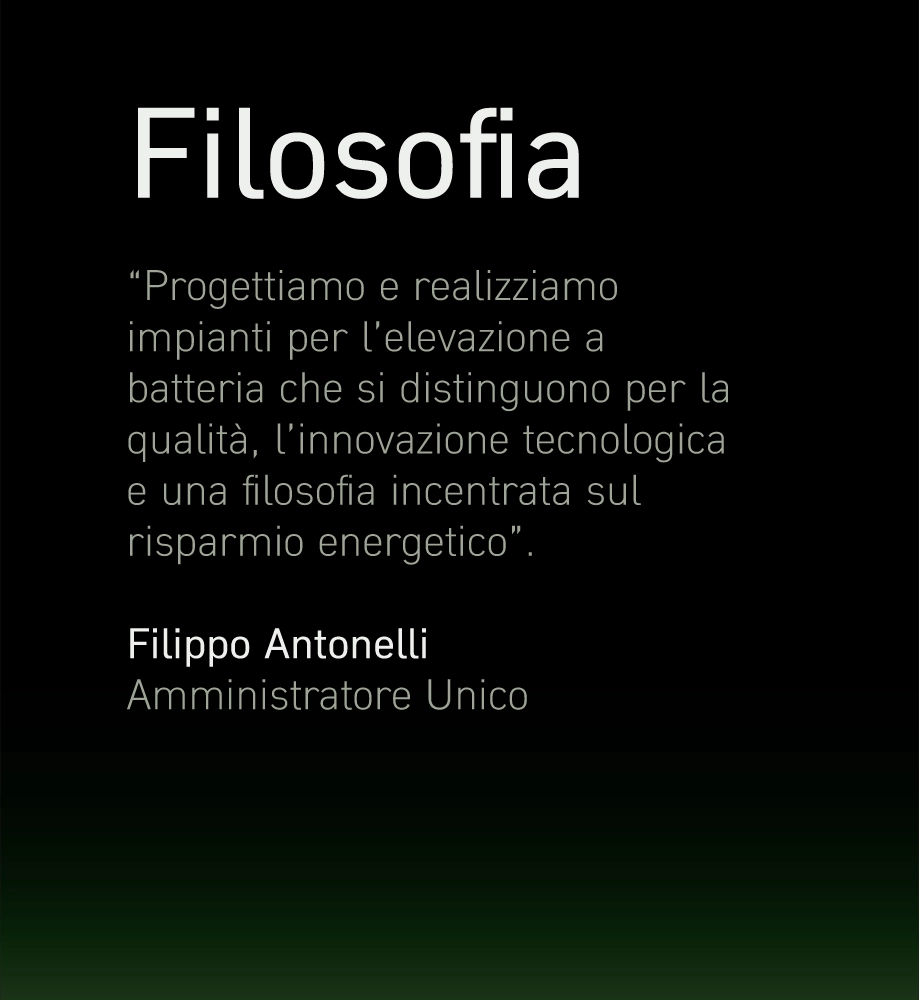 Filosofia
“Progettiamo e realizziamo
impianti per l’elevazione a
batteria che si distinguono per la
qualità, l’innovazione tecnologica
e una filosofia incentrata sul
risparmio energetico”.
Filippo Antonelli
Amministratore Unico